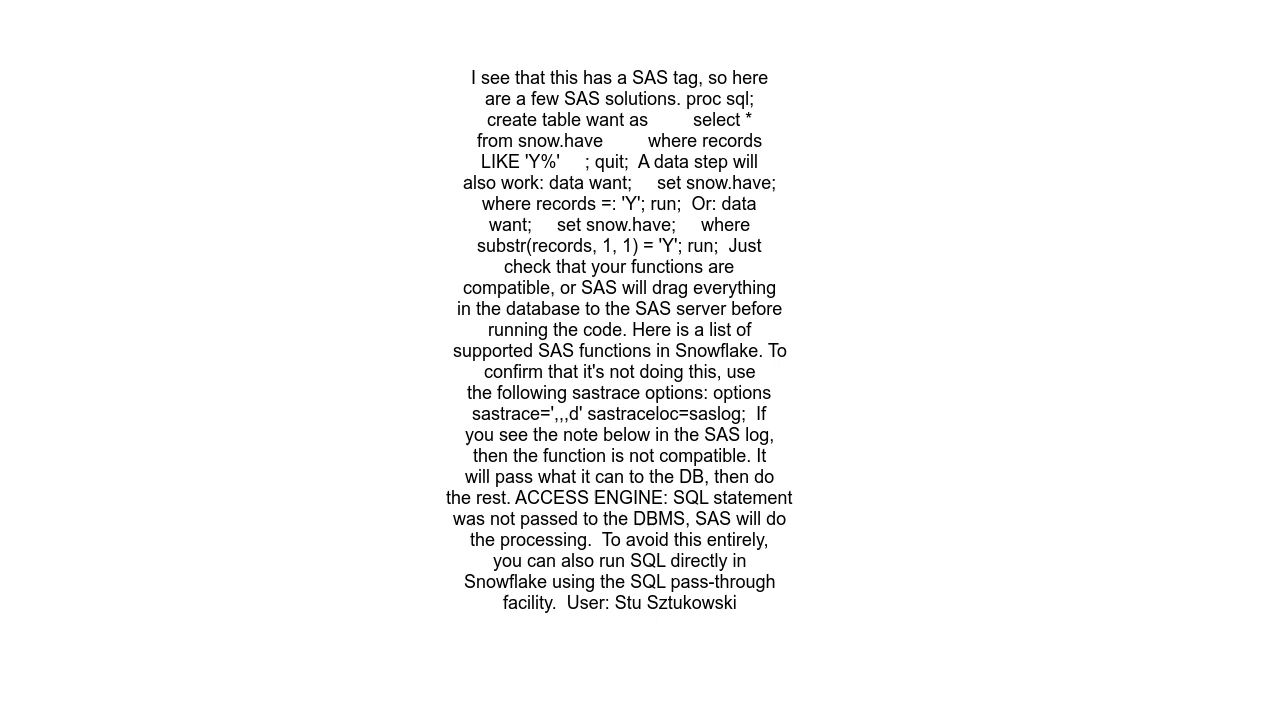 I see that this has a SAS tag, so here
are a few SAS solutions. proc sql;
create table want as         select *
from snow.have         where records
LIKE 'Y%'     ; quit;  A data step will
also work: data want;     set snow.have;
where records =: 'Y'; run;  Or: data
want;     set snow.have;     where
substr(records, 1, 1) = 'Y'; run;  Just
check that your functions are
compatible, or SAS will drag everything
in the database to the SAS server before
running the code. Here is a list of
supported SAS functions in Snowflake. To
confirm that it's not doing this, use
the following sastrace options: options
sastrace=',,,d' sastraceloc=saslog;  If
you see the note below in the SAS log,
then the function is not compatible. It
will pass what it can to the DB, then do
the rest. ACCESS ENGINE: SQL statement
was not passed to the DBMS, SAS will do
the processing.  To avoid this entirely,
you can also run SQL directly in
Snowflake using the SQL pass-through
facility.  User: Stu Sztukowski